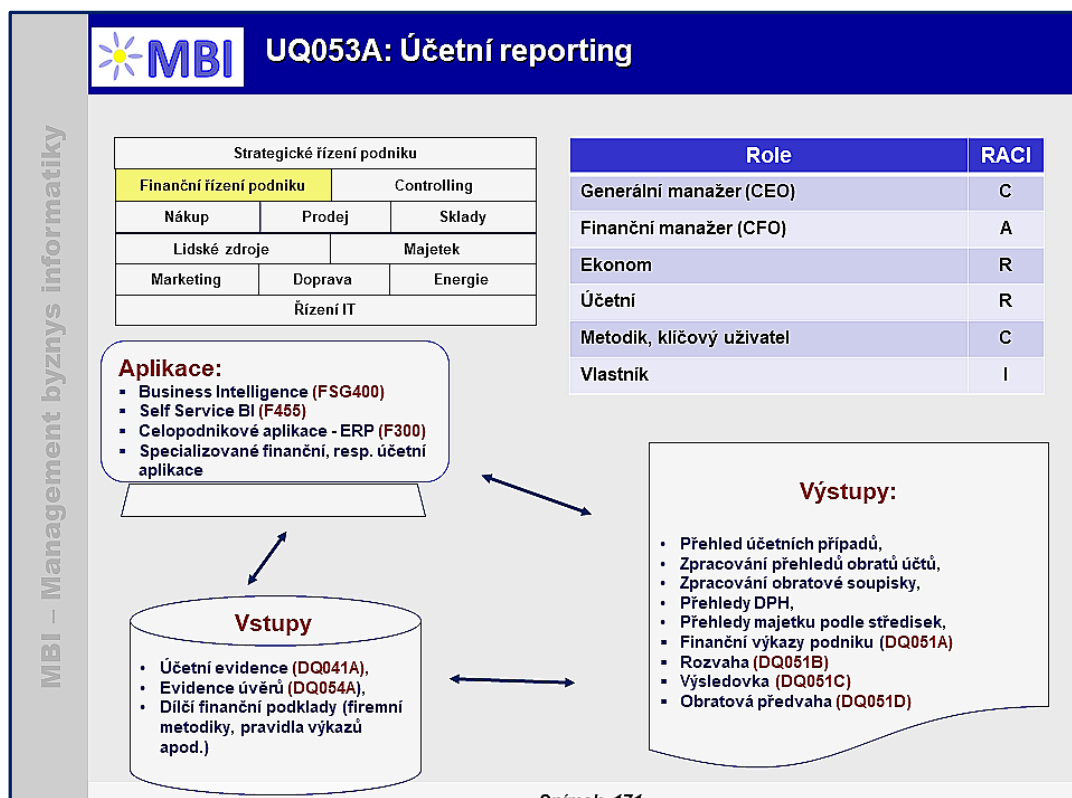 MBI
UQ053A: Účetní reporting
MBI – Management byznys informatiky
Strategické řízení podniku
Finanční řízení podniku Controlling
Nákup Prodej Sklady
Lidské zdroje Majetek
Marketing Doprava Energie
Řízení IT
Role RACI
Generální manažer (CEO) C
Finanční manažer (CFO) A
Ekonom R
Účetní R
Metodik, klíčový uživatel C
Vlastník I
Aplikace:
▪ Business Intelligence (FSG400)
▪ Self Service BI (F455)
▪ Celopodnikové aplikace - ERP (F300)
▪ Specializované finanční, resp. účetní
aplikace
Výstupy:
• Přehled účetních případů,
• Zpracování přehledů obratů účtů,
• Zpracování obratové soupisky,
• Přehledy DPH,
• Přehledy majetku podle středisek,
▪ Finanční výkazy podniku (DQ051A)
▪ Rozvaha (DQ051B)
▪ Výsledovka (DQ051C)
▪ Obratová předvaha (DQ051D)
Vstupy
• Účetní evidence (DQ041A),
• Evidence úvěrů (DQ054A),
• Dílčí finanční podklady (firemní
metodiky, pravidla výkazů
apod.)